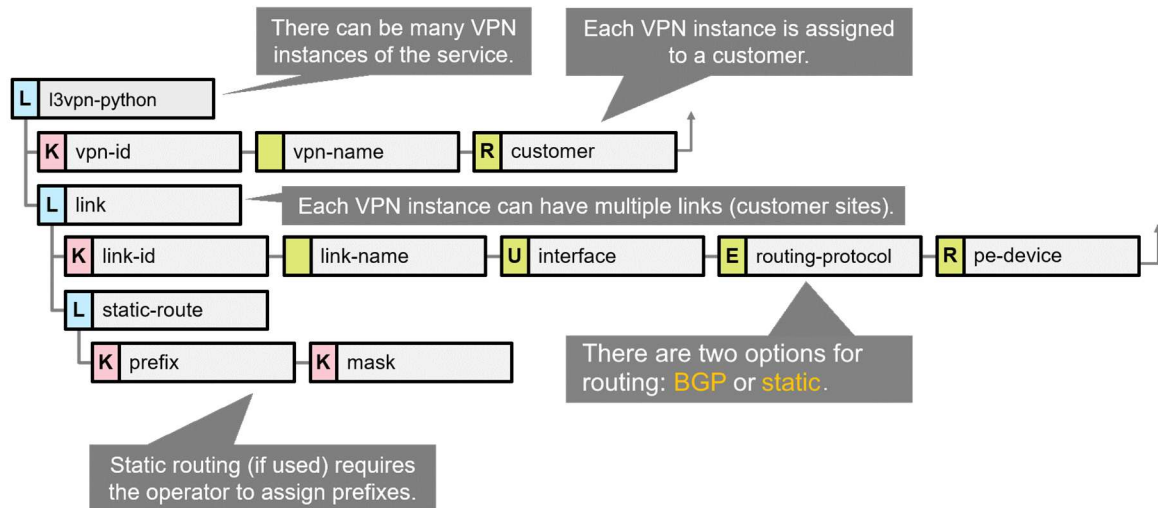 There can be many VPN
instances of the service.
Each VPN instance is assigned
to a customer.
L l3vpn-python
K vpn-id vpn-name R customer
L link
Each VPN instance can have multiple links (customer sites).
K link-id link-name U interface E routing-protocol R pe-device
L static-route
K prefix K mask
There are two options for
routing: BGP or static.
Static routing (if used) requires
the operator to assign prefixes.